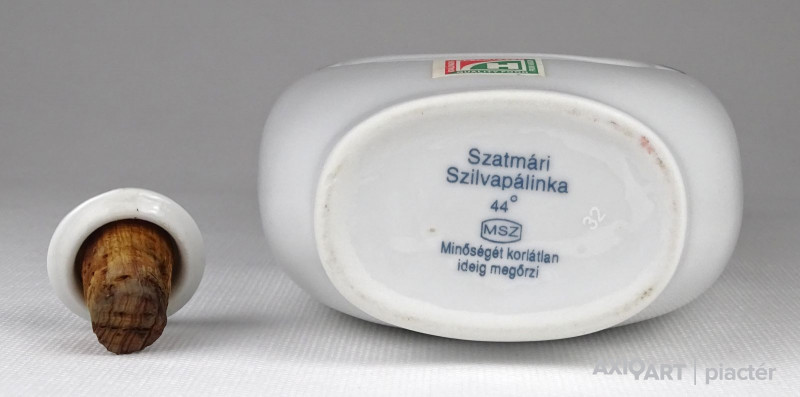 H
Szatmári
Szilvapálinka
44°
MSZ
Minőségét korlátlan
ideig megőrzi
32
AXIOART | piactér